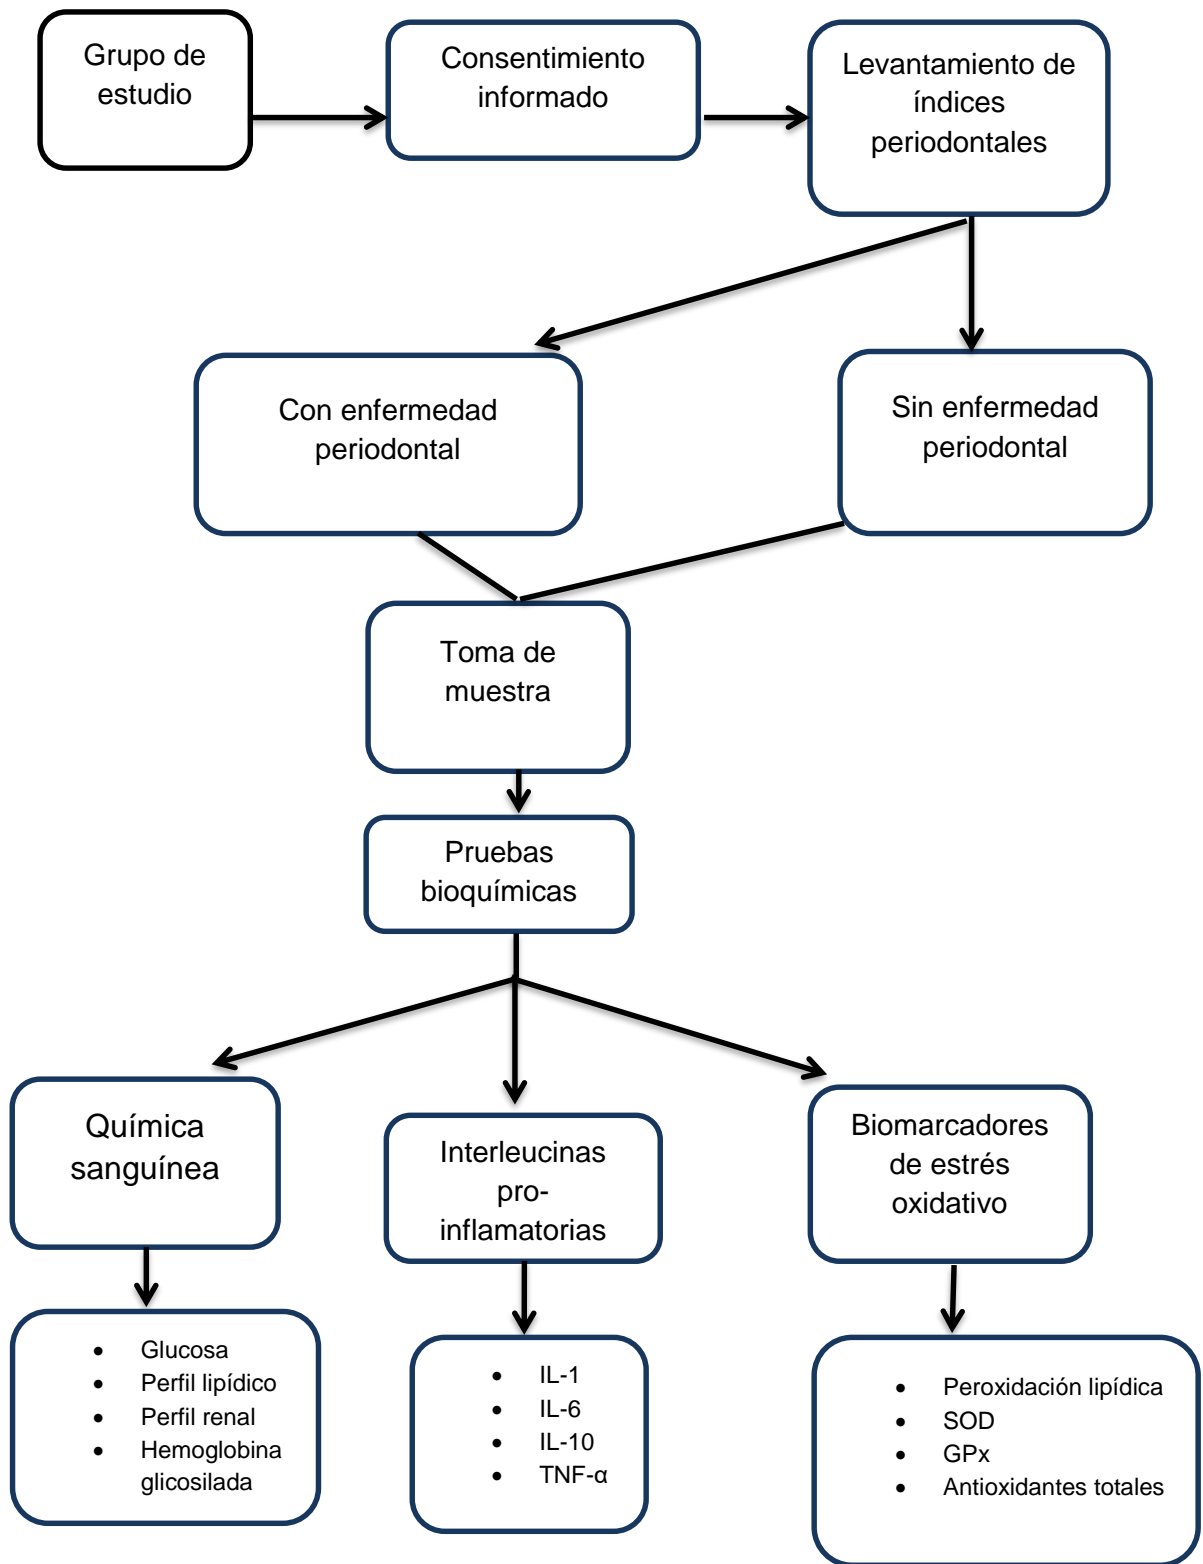 Grupo de
estudio
Consentimiento
informado
Levantamiento de
índices
periodontales
Con enfermedad
periodontal
Sin enfermedad
periodontal
Toma de
muestra
Pruebas
bioquímicas
Química
sanguínea
Interleucinas
pro-
inflamatorias
Biomarcadores
de estrés
oxidativo
• Glucosa
• Perfil lipídico
• Perfil renal
• Hemoglobina
glicosilada
• IL-1
• IL-6
• IL-10
• TNF-α
• Peroxidación lipídica
• SOD
• GPx
• Antioxidantes totales